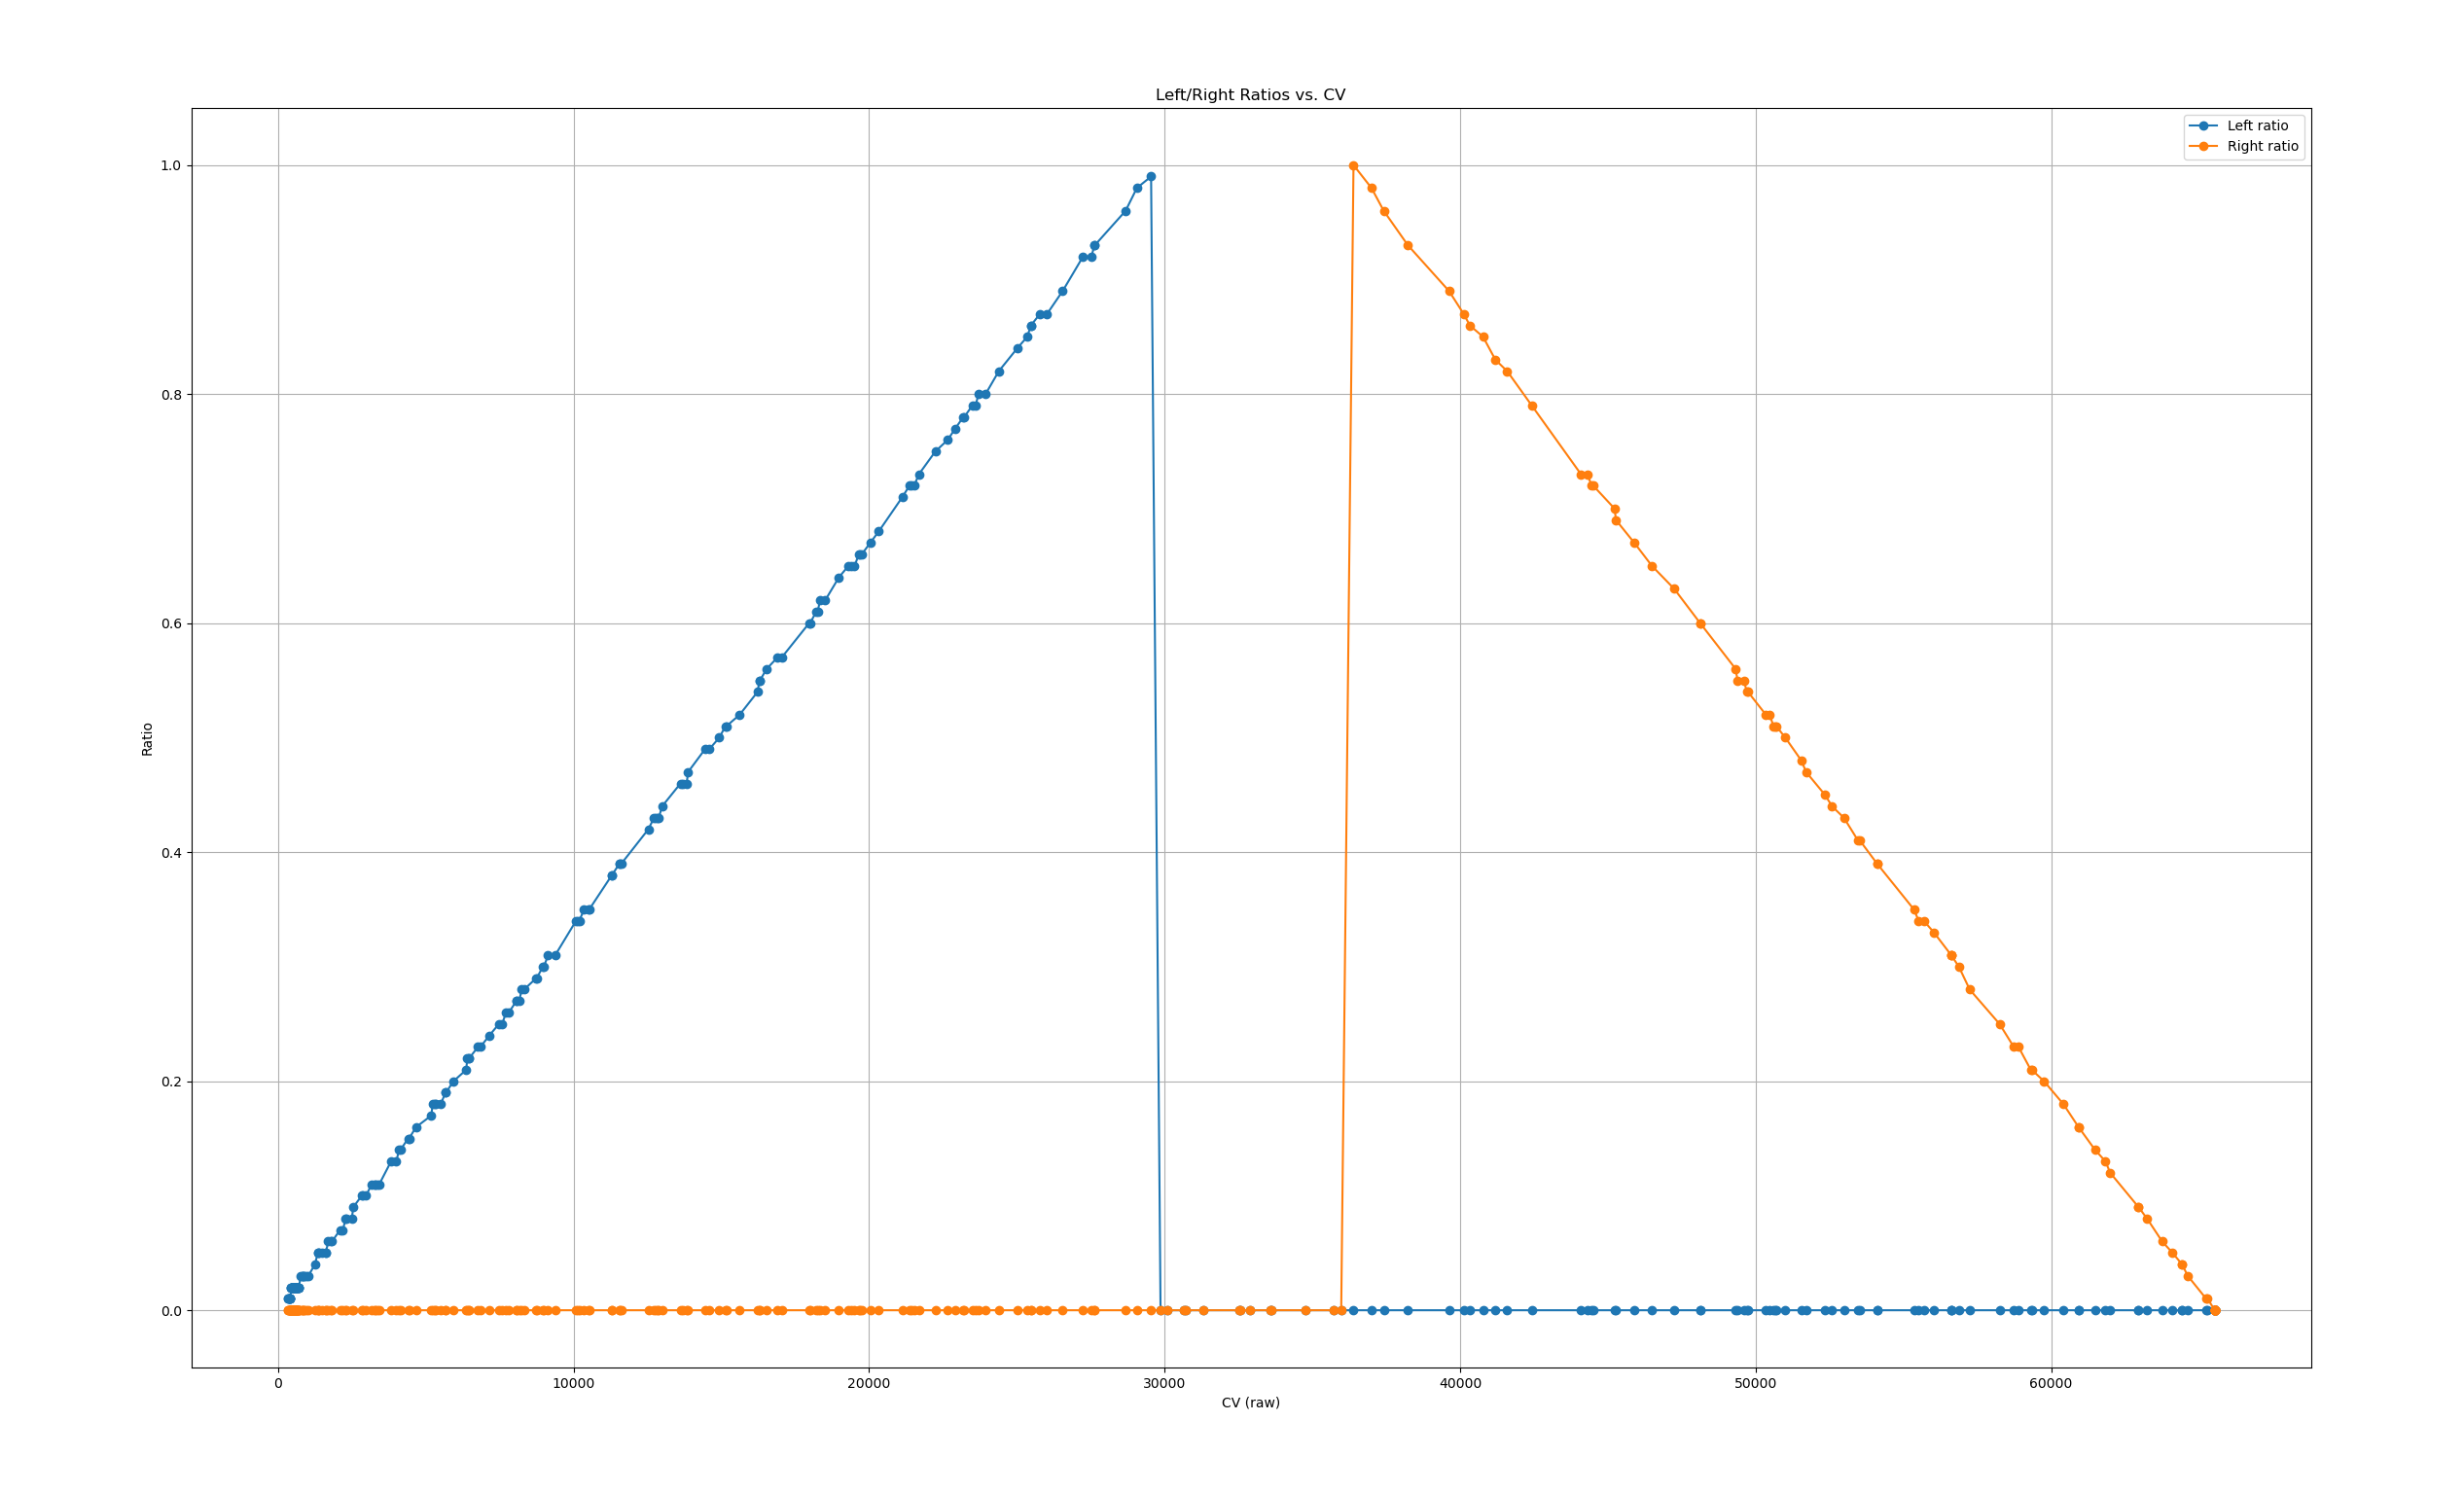 Left/Right Ratios vs. CV
Left ratio
Right ratio
1.0
0.8
0.6
0.4
0.2
0.0
Ratio
0 10000 20000 30000 40000 50000 60000
CV (raw)